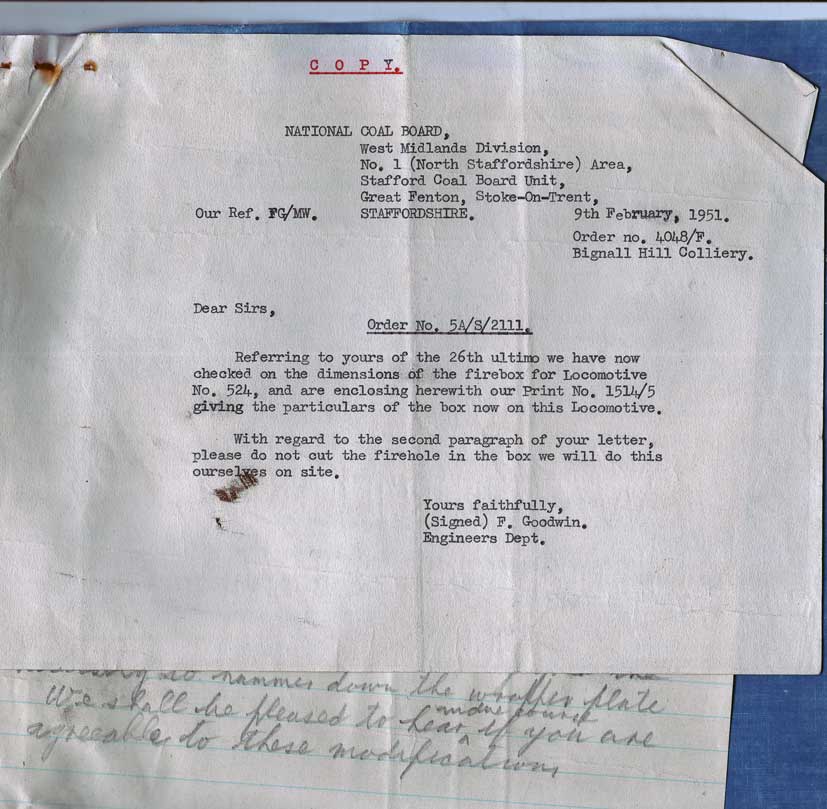 C O P Y.
NATIONAL COAL BOARD,
West Midlands Division,
No. 1 (North Staffordshire) Area,
Stafford Coal Board Unit,
Great Fenton, Stoke-On-Trent,
Our Ref. FG/MW. STAFFORDSHIRE. 9th February, 1951.
Order no. 4048/F.
Bignall Hill Colliery.
Dear Sirs,
Order No. 5A/S/2111.
Referring to yours of the 26th ultimo we have now
checked on the dimensions of the firebox for Locomotive
No. 524, and are enclosing herewith our Print No. 1514/5
giving the particulars of the box now on this Locomotive.
With regard to the second paragraph of your letter,
please do not cut the firehole in the box we will do this
ourselves on site.
Yours faithfully,
(Signed) F. Goodwin.
Engineers Dept.
to hammer down the wrapper plate
We shall be pleased to hear if you are
agreeable to these modifications